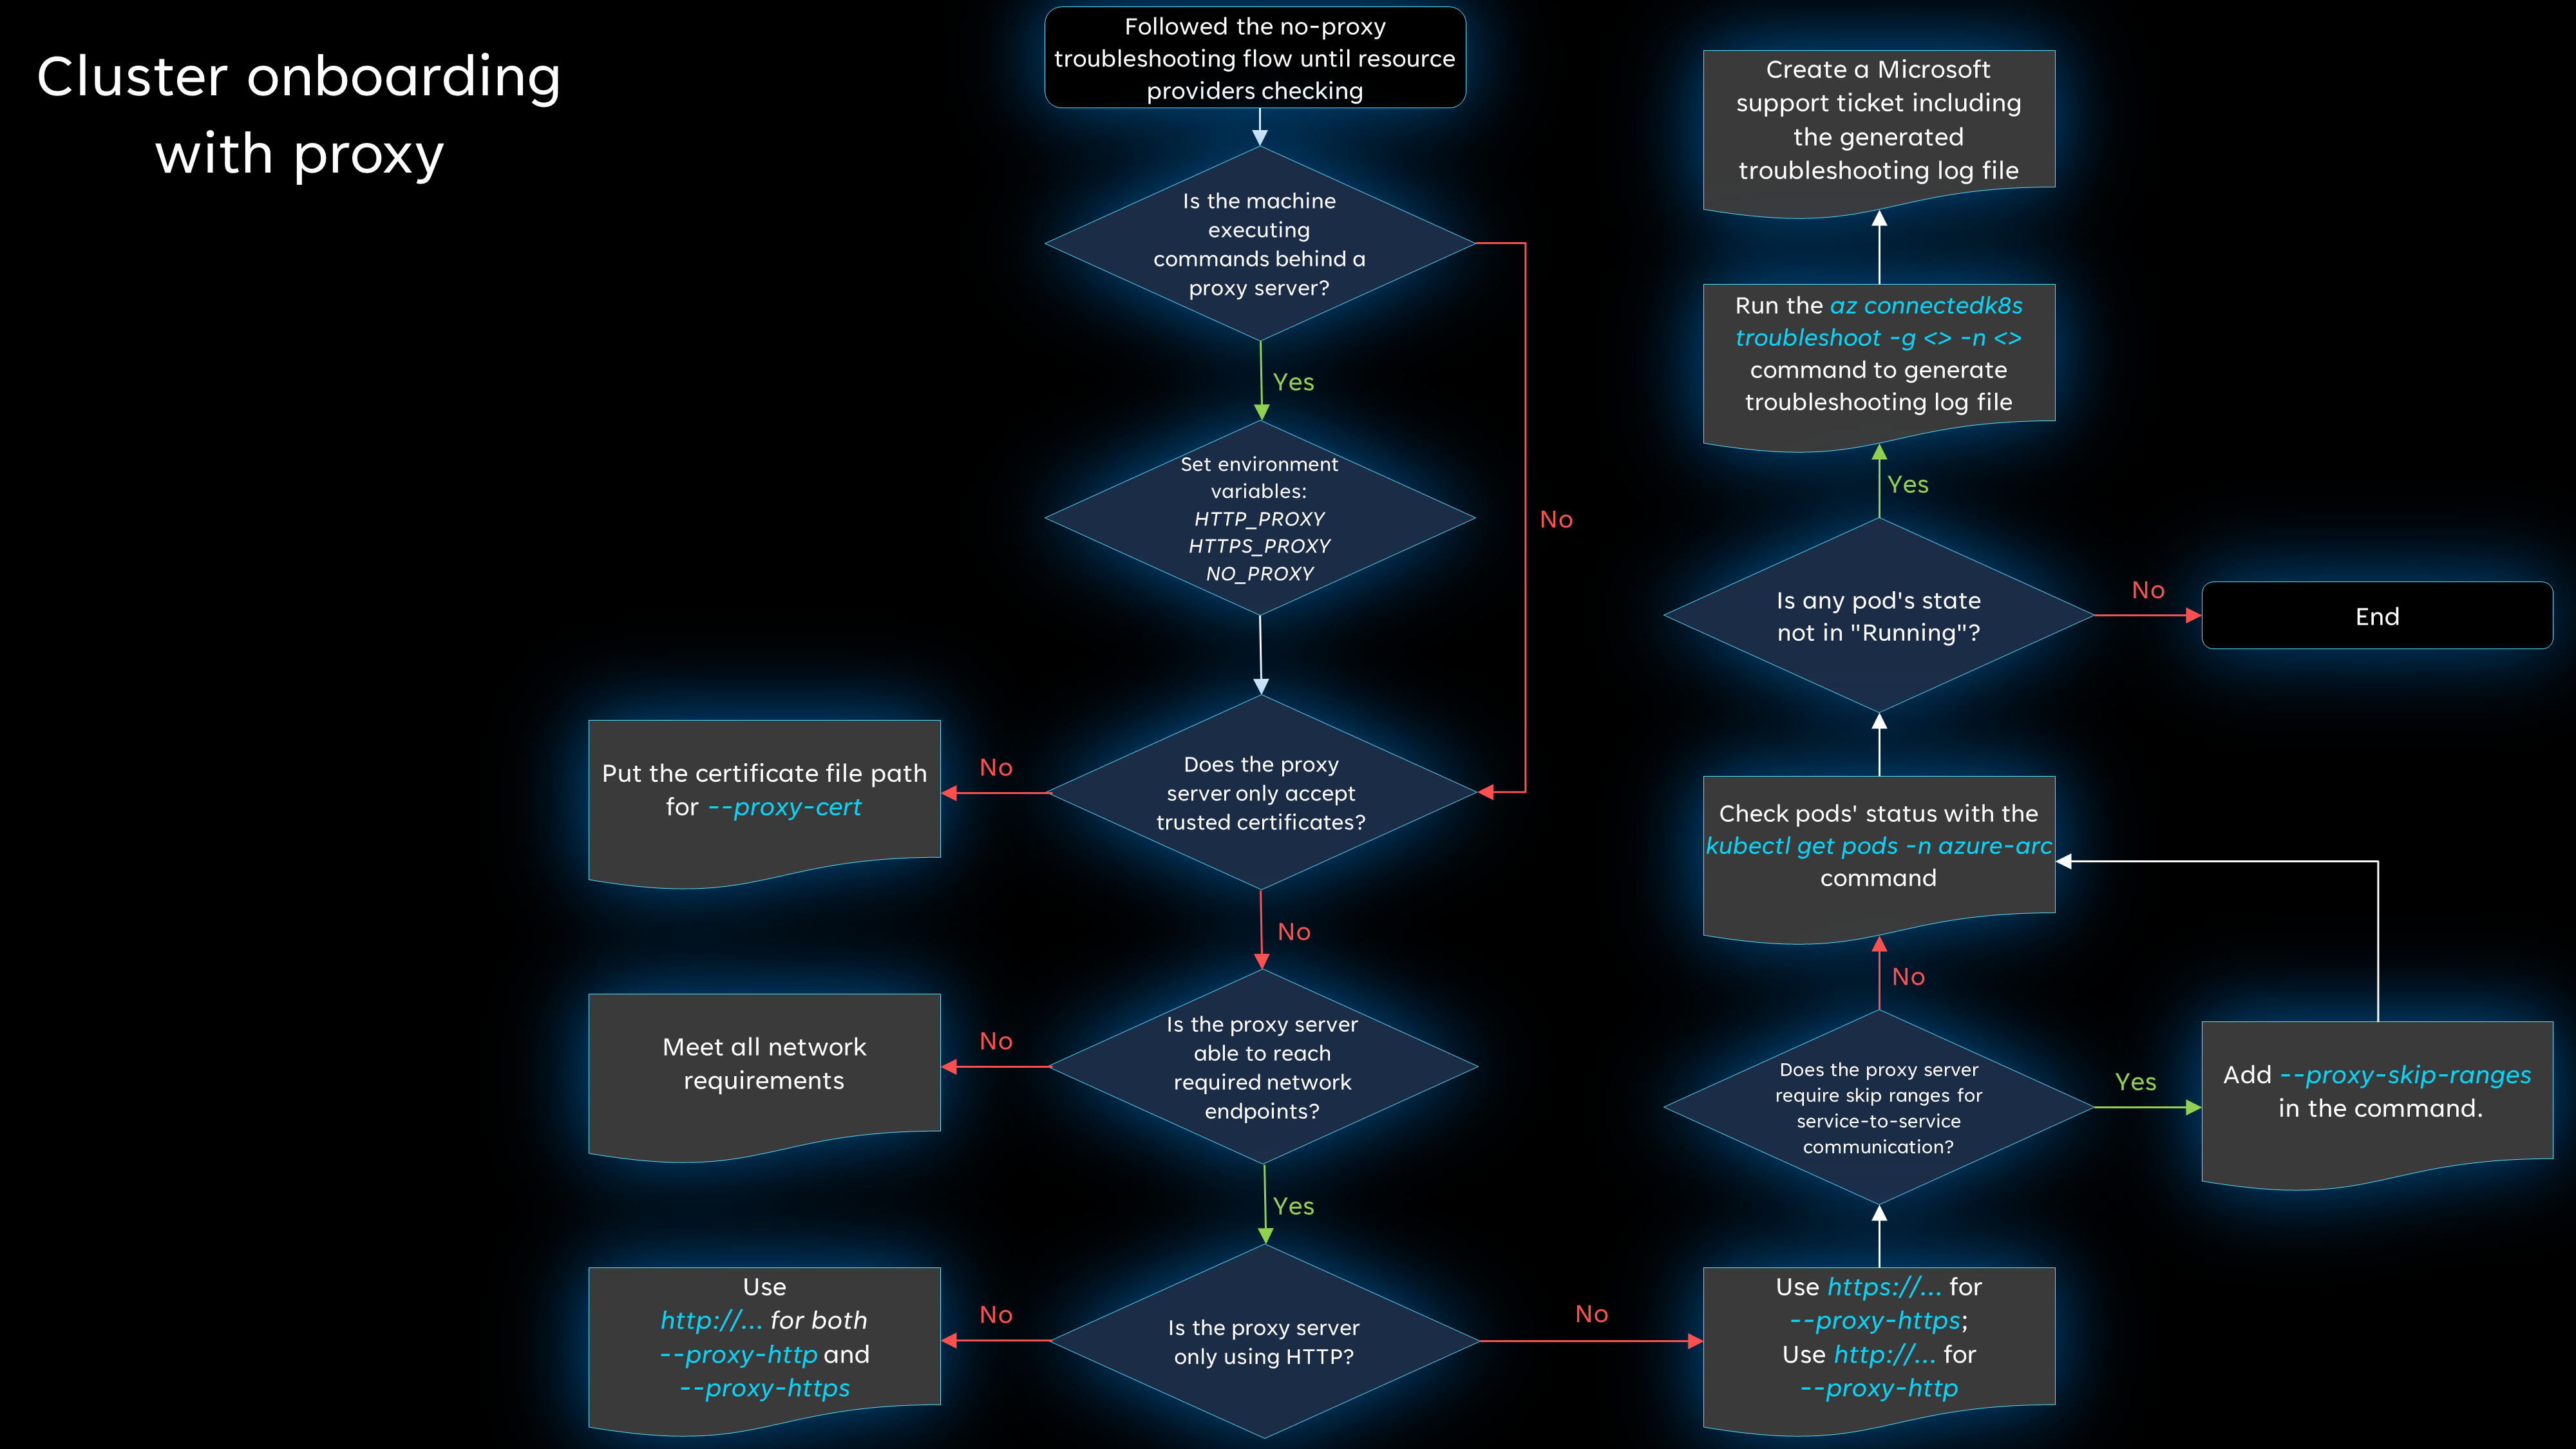 Cluster onboarding
with proxy
Followed the no-proxy
troubleshooting flow until resource
providers checking
Is the machine
executing
commands behind a
proxy server?
Yes
No
Set environment
variables:
HTTP_PROXY
HTTPS_PROXY
NO_PROXY
Does the proxy
server only accept
trusted certificates?
No
Put the certificate file path
for --proxy-cert
No
Is the proxy server
able to reach
required network
endpoints?
No
Meet all network
requirements
Yes
Is the proxy server
only using HTTP?
No
Use
http://... for both
--proxy-http and
--proxy-https
No
Use https://... for
--proxy-https;
Use http://... for
--proxy-http
Does the proxy server
require skip ranges for
service-to-service
communication?
Yes
Add --proxy-skip-ranges
in the command.
No
Check pods' status with the
kubectl get pods -n azure-arc
command
Is any pod's state
not in "Running"?
No
End
Yes
Run the az connectedk8s
troubleshoot -g <> -n <>
command to generate
troubleshooting log file
Create a Microsoft
support ticket including
the generated
troubleshooting log file